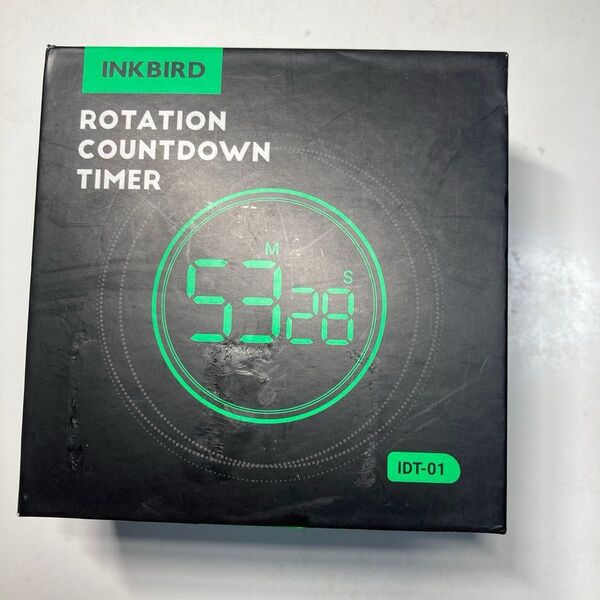 INKBIRD
ROTATION
COUNTDOWN
TIMER
M
S
53 28
IDT-01